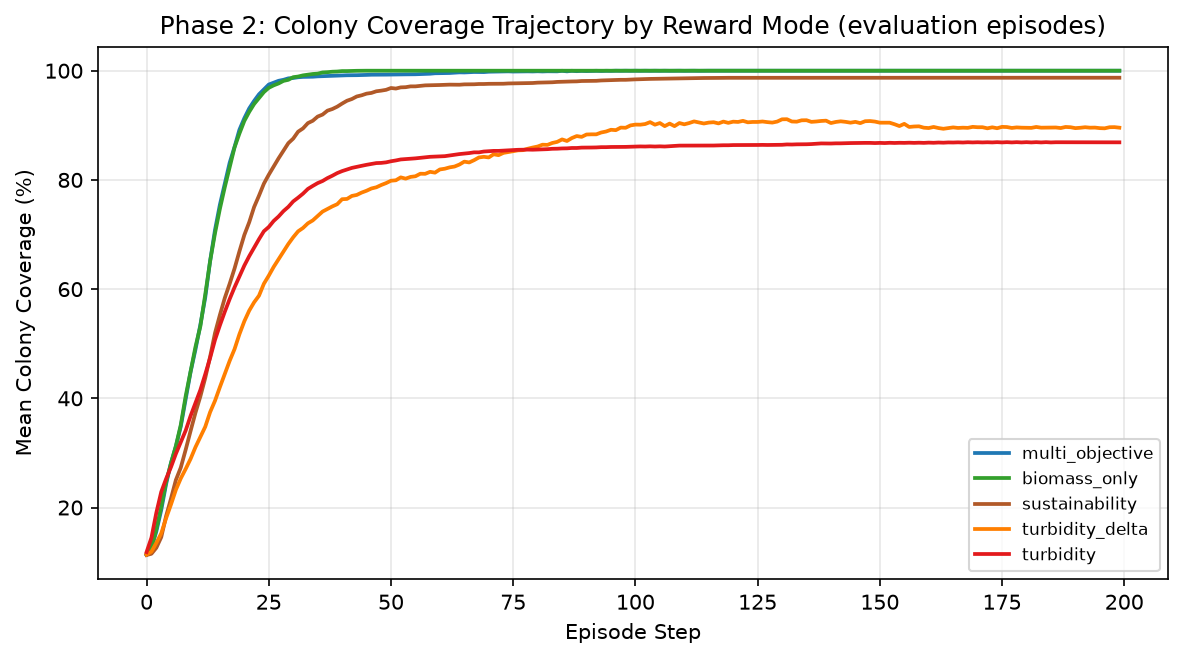 Phase 2: Colony Coverage Trajectory by Reward Mode (evaluation episodes)
Mean Colony Coverage (%)
100
80
60
40
20
0 25 50 75 100 125 150 175 200
Episode Step
multi_objective
biomass_only
sustainability
turbidity_delta
turbidity